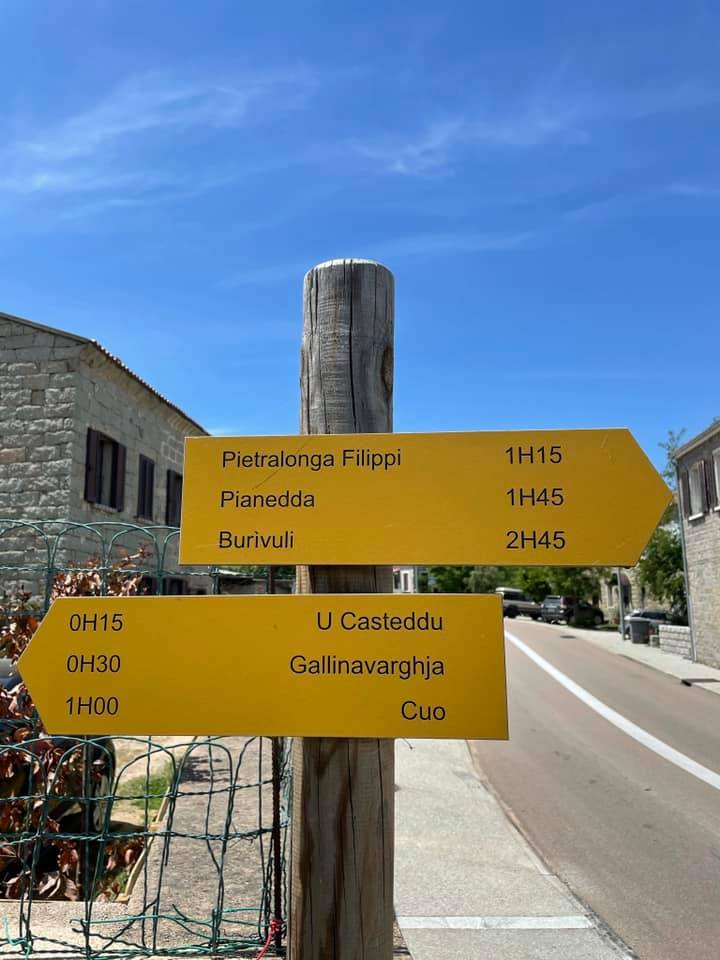 Pietralonga Filippi 1H15
Pianedda 1H45
Burìvuli 2H45
0H15 U Casteddu
0H30 Gallinavarghja
1H00 Cuo